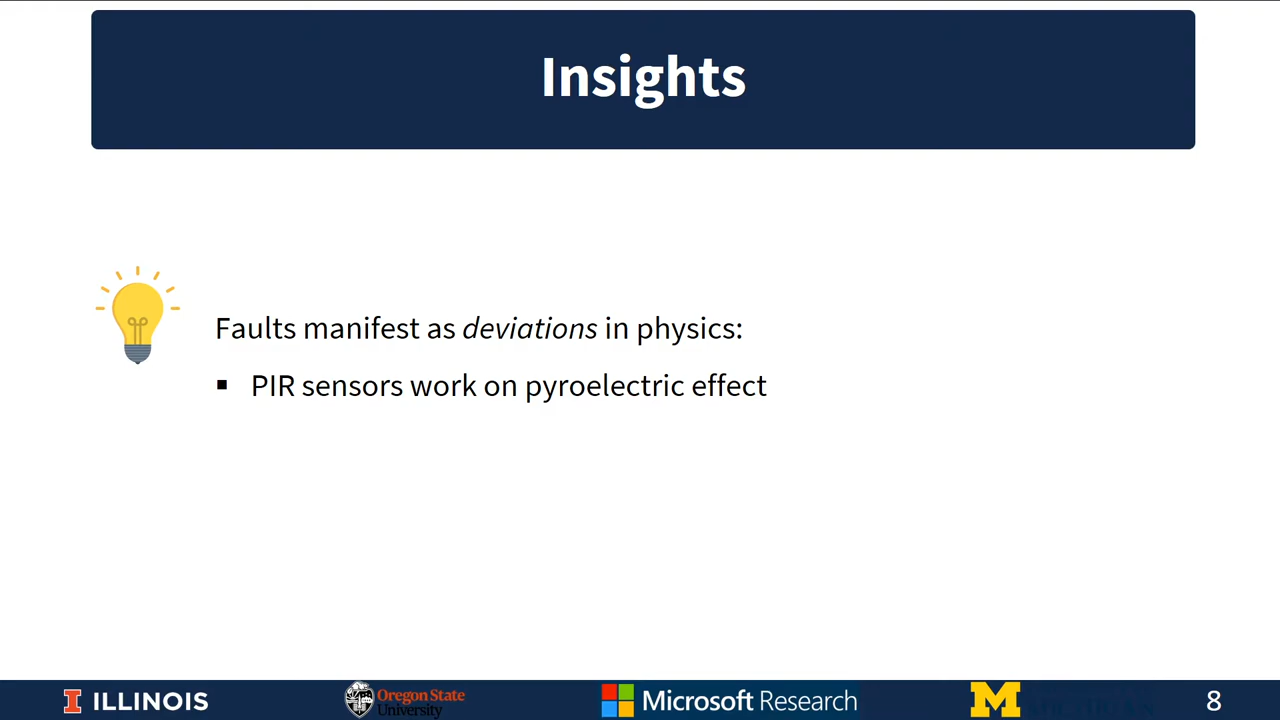 Insights
Faults manifest as deviations in physics:
▪ PIR sensors work on pyroelectric effect
I ILLINOIS
Oregon State
University
Microsoft Research
M
8